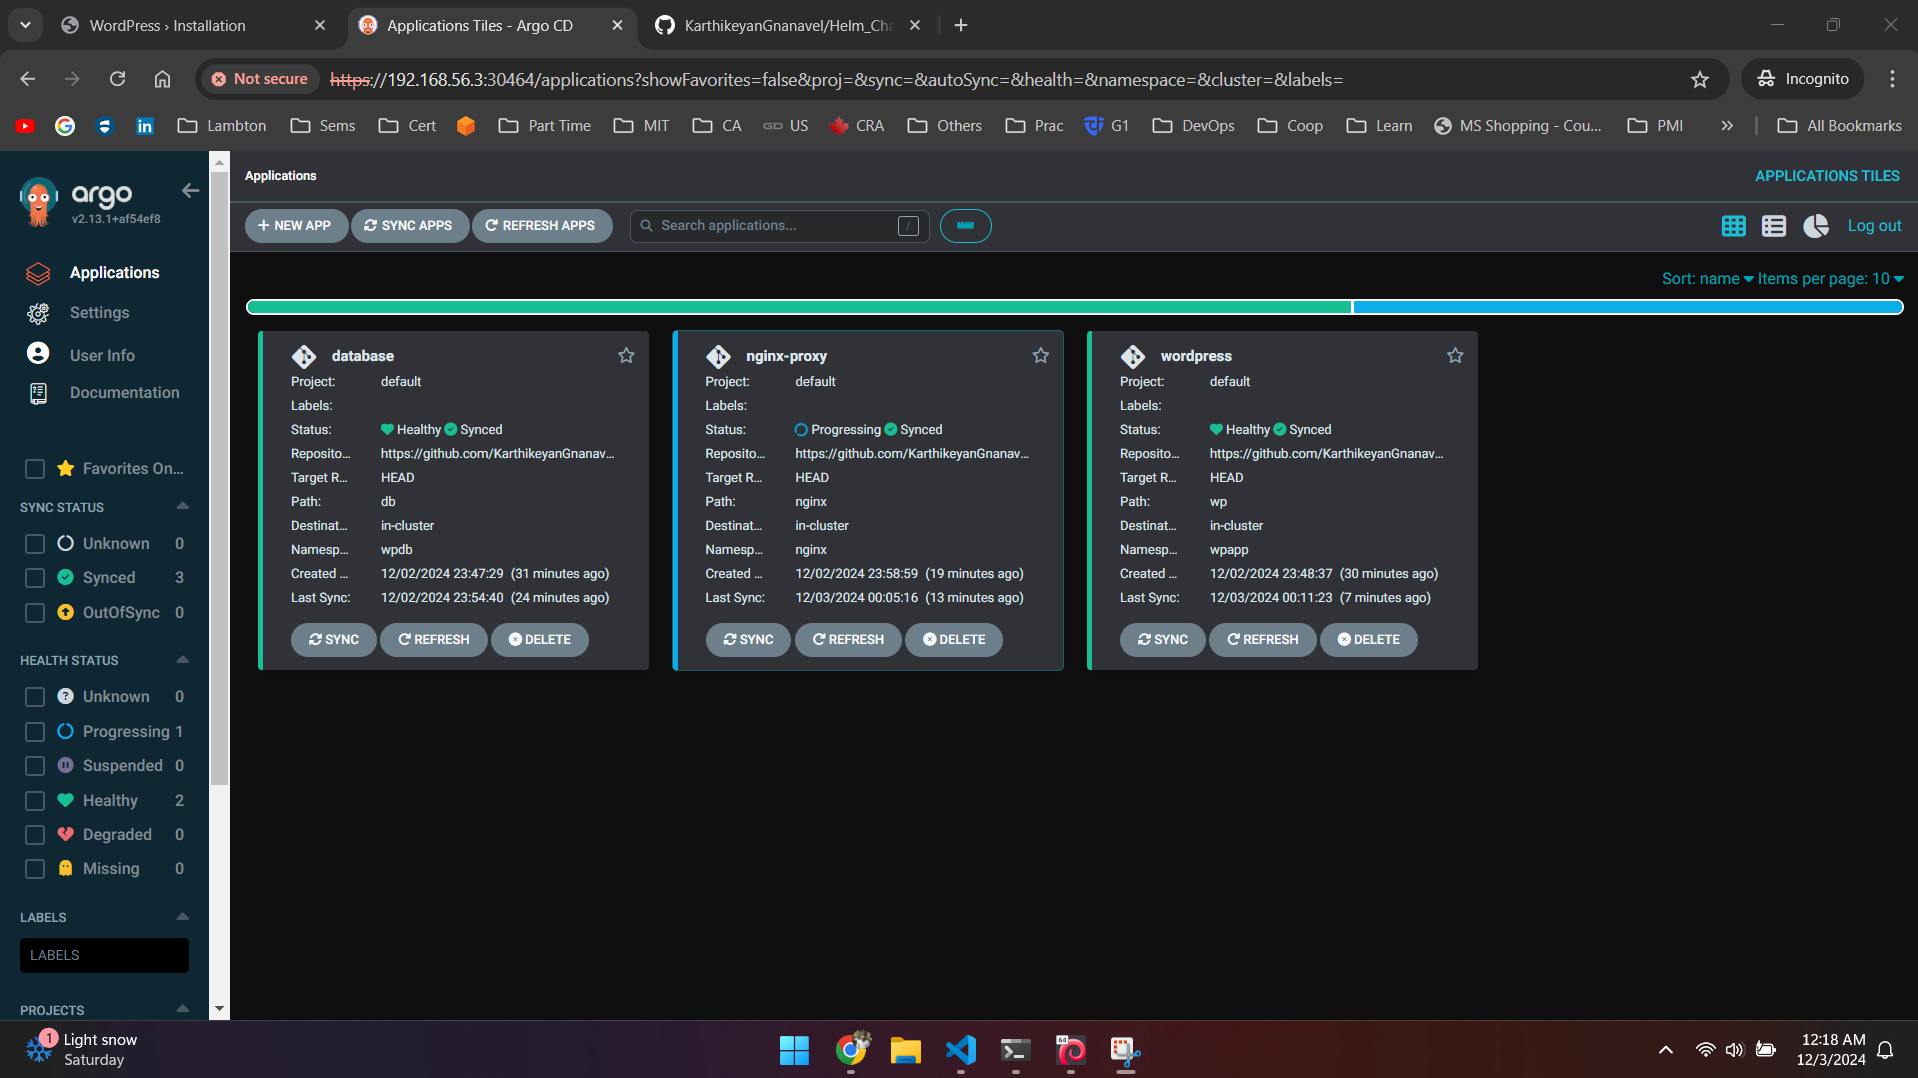 WordPress › Installation
Applications Tiles - Argo CD
KarthikeyanGnanavel/Helm_Cha
Not secure
https://192.168.56.3:30464/applications?showFavorites=false&proj=&sync=&autoSync=&health=&namespace=&cluster=&labels=
Incognito
Lambton
Sems
Cert
Part Time
MIT
CA
GD US
CRA
Others
Prac
G1
DevOps
Coop
Learn
MS Shopping - Cou...
PMI
All Bookmarks
argo
v2.13.1+af54ef8
Applications
Settings
User Info
Documentation
Favorites On...
SYNC STATUS
Unknown 0
Synced 3
OutOfSync 0
HEALTH STATUS
Unknown 0
Progressing 1
Suspended 0
Healthy 2
Degraded 0
Missing 0
LABELS
LABELS
PROJECTS
Applications
APPLICATIONS TILES
+ NEW APP
SYNC APPS
REFRESH APPS
Search applications...
/
Log out
Sort: name
Items per page: 10
database
Project: default
Labels:
Status: Healthy Synced
Reposito... https://github.com/KarthikeyanGnanav...
Target R... HEAD
Path: db
Destinat... in-cluster
Namesp... wpdb
Created ... 12/02/2024 23:47:29 (31 minutes ago)
Last Sync: 12/02/2024 23:54:40 (24 minutes ago)
SYNC
REFRESH
DELETE
nginx-proxy
Project: default
Labels:
Status: Progressing Synced
Reposito... https://github.com/KarthikeyanGnanav...
Target R... HEAD
Path: nginx
Destinat... in-cluster
Namesp... nginx
Created ... 12/02/2024 23:58:59 (19 minutes ago)
Last Sync: 12/03/2024 00:05:16 (13 minutes ago)
SYNC
REFRESH
DELETE
wordpress
Project: default
Labels:
Status: Healthy Synced
Reposito... https://github.com/KarthikeyanGnanav...
Target R... HEAD
Path: wp
Destinat... in-cluster
Namesp... wpapp
Created ... 12/02/2024 23:48:37 (30 minutes ago)
Last Sync: 12/03/2024 00:11:23 (7 minutes ago)
SYNC
REFRESH
DELETE
1
Light snow
Saturday
64
12:18 AM
12/3/2024